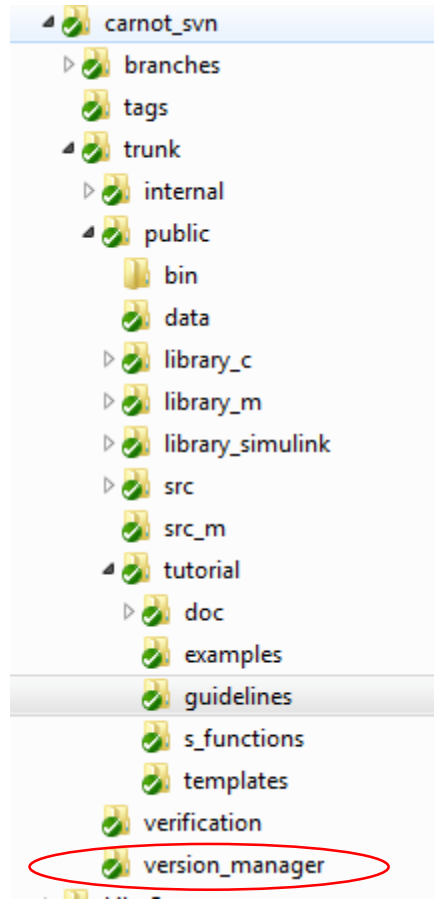 carnot_svn
branches
tags
trunk
internal
public
bin
data
library_c
library_m
library_simulink
src
src_m
tutorial
doc
examples
guidelines
s_functions
templates
verification
version_manager